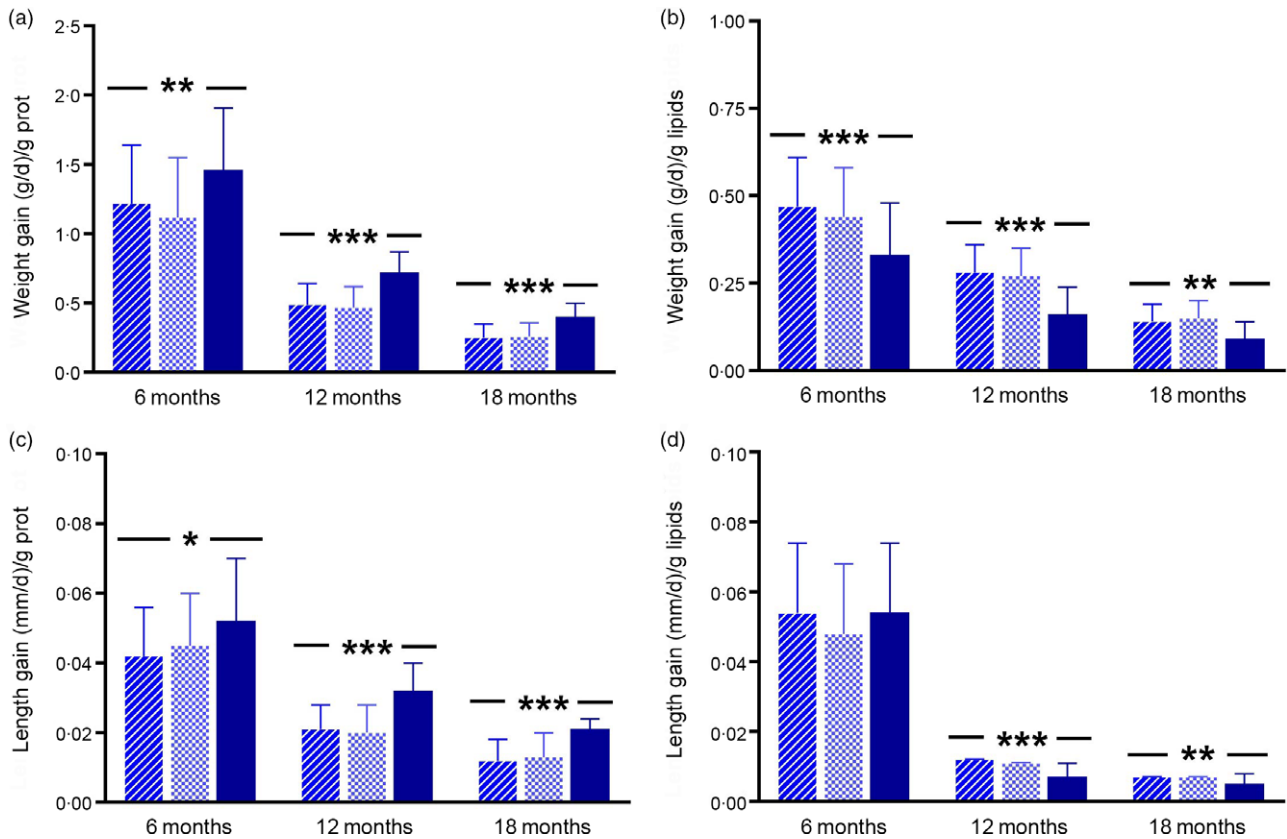 (a)
Weight gain (g/d)/g prot
2·5
2·0
1·5
1·0
0·5
0·0
**
***
***
6 months
12 months
18 months
(b)
Weight gain (g/d)/g lipids
1·00
0·75
0·50
0·25
0·00
***
***
**
6 months
12 months
18 months
(c)
Length gain (mm/d)/g prot
0·10
0·08
0·06
0·04
0·02
0·00
*
***
***
6 months
12 months
18 months
(d)
Length gain (mm/d)/g lipids
0·10
0·08
0·06
0·04
0·02
0·00
***
**
6 months
12 months
18 months